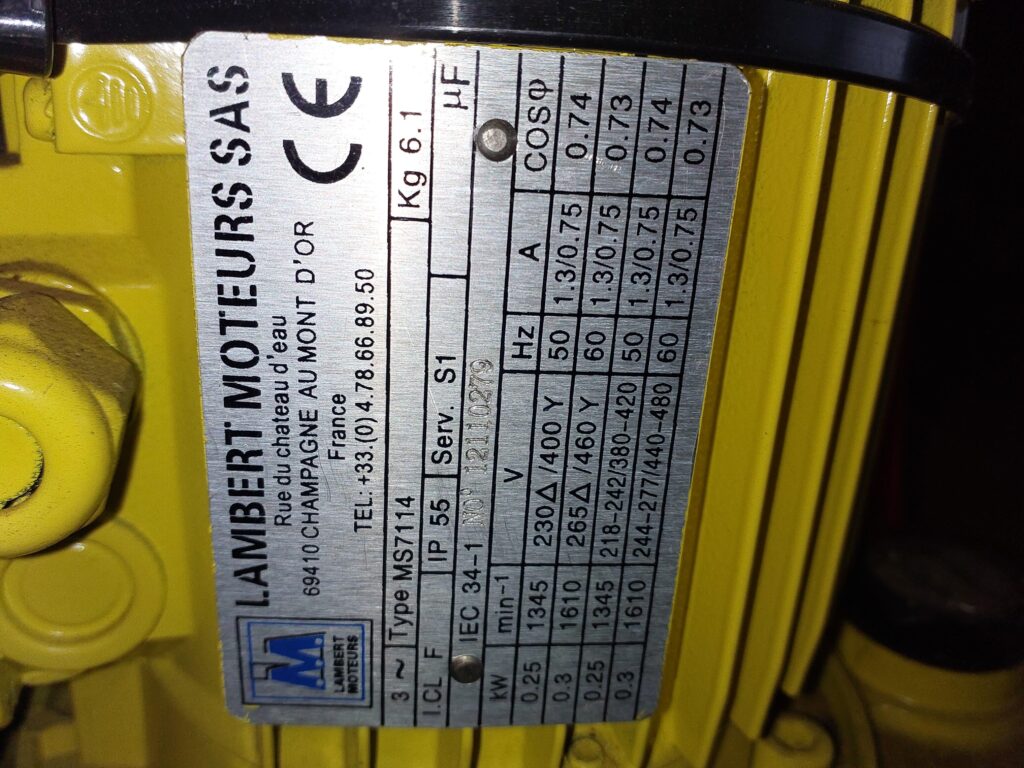 LAMBERT MOTEURS SAS
Rue du chateau d'eau
69410 CHAMPAGNE AU MONT D'OR
France
TEL: +33.(0)4.78.66.89.50
CE
L.M.
LAMBERT
MOTEURS
3 ~ Type MS7114 Kg 6.1
I.CL F IP 55 Serv. S1 µF
IEC 34-1 NO° 12110279
kW min-1 V Hz A COSφ
0.25 1345 230Δ/400Y 50 1.3/0.75 0.74
0.3 1610 265Δ/460Y 60 1.3/0.75 0.73
0.25 1345 218-242/380-420 50 1.3/0.75 0.74
0.3 1610 244-277/440-480 60 1.3/0.75 0.73